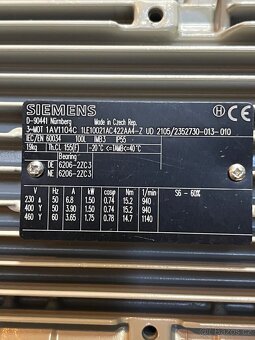 SIEMENS
D-90441 Nürnberg Made in Czech Rep.
3~MOT 1AV1104C 1LE10021AC422AA4-Z UD 2105/2352730-013-010
IEC/EN 60034 100L IMB3 IP55
19kg Th.Cl. 155(F) -20°C <=TAMB<=40°C
Bearing
DE 6206-2ZC3
NE 6206-2ZC3
V Hz A kW cosφ Nm 1/min
230 Δ 50 6.8 1.50 0.74 15.2 940 S6 - 60%
400 Y 50 3.90 1.50 0.74 15.2 940
460 Y 60 3.65 1.75 0.78 14.7 1140